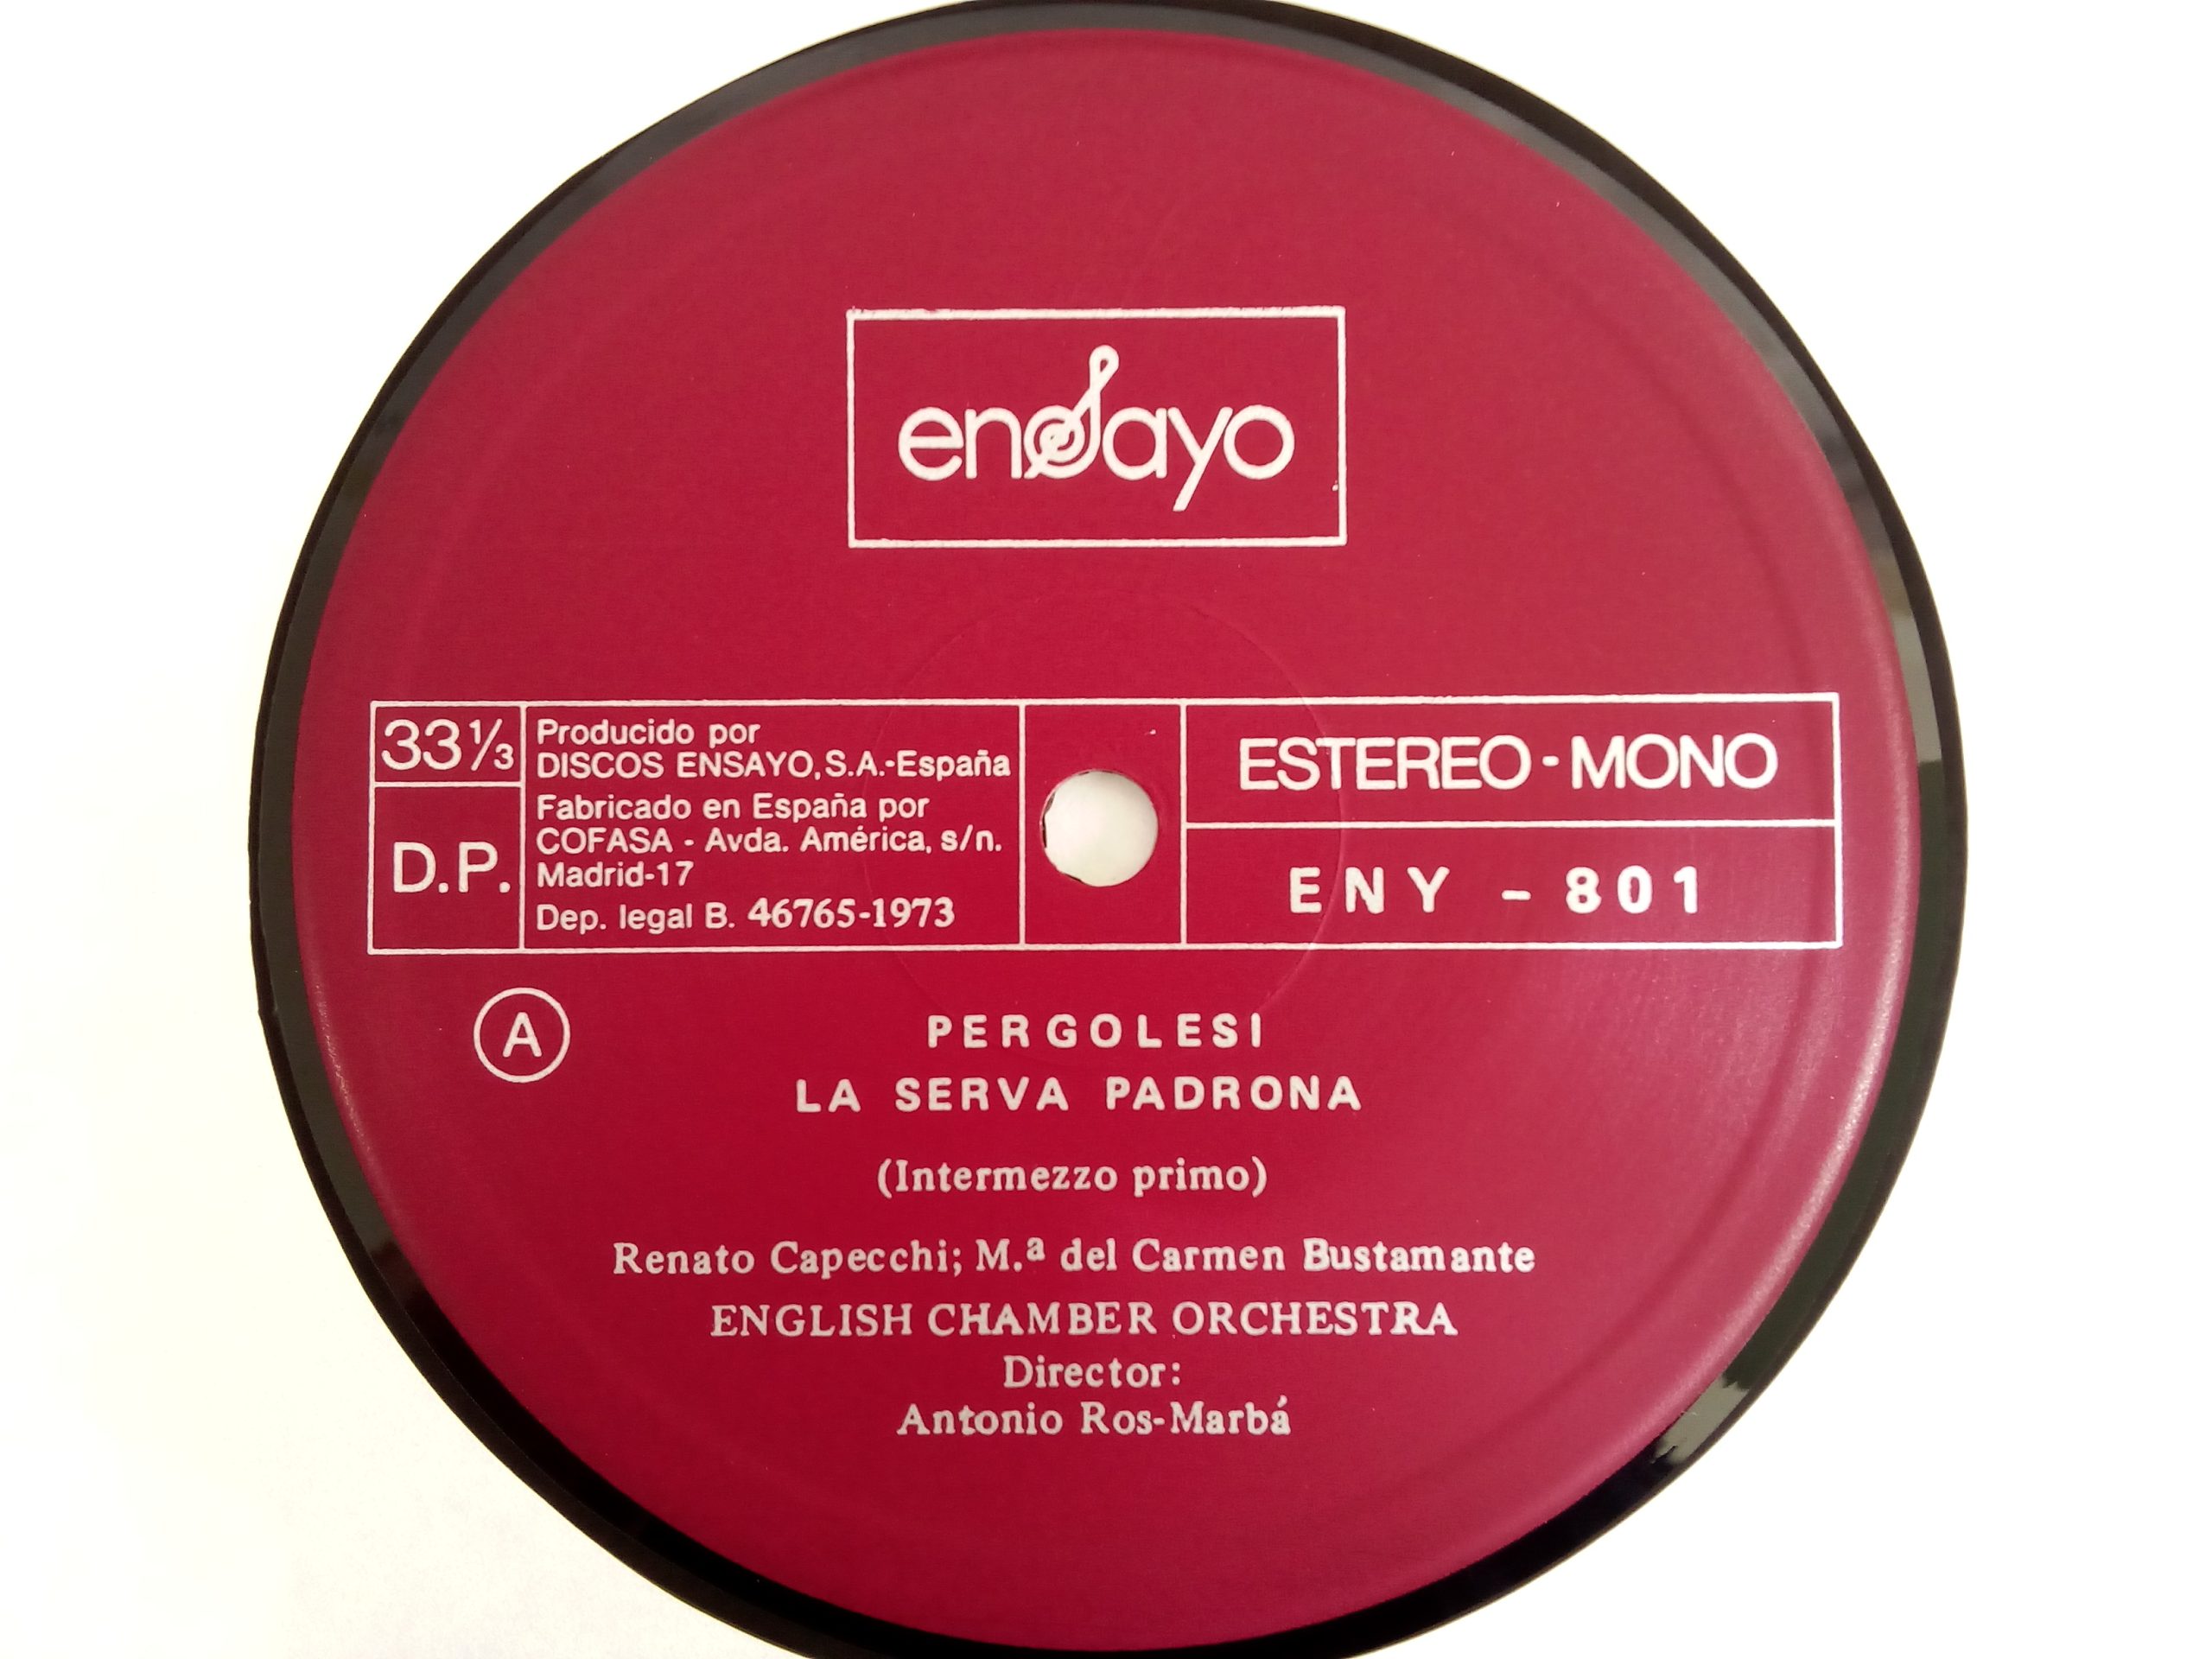 ensayo
33⅓
Producido por
DISCOS ENSAYO, S.A.-España
Fabricado en España por
COFASA - Avda. América, s/n.
Madrid-17
Dep. legal B. 46765-1973
D.P.
ESTEREO-MONO
ENY - 801
A
PERGOLESI
LA SERVA PADRONA
(Intermezzo primo)
Renato Capecchi; M.ª del Carmen Bustamante
ENGLISH CHAMBER ORCHESTRA
Director:
Antonio Ros-Marbá